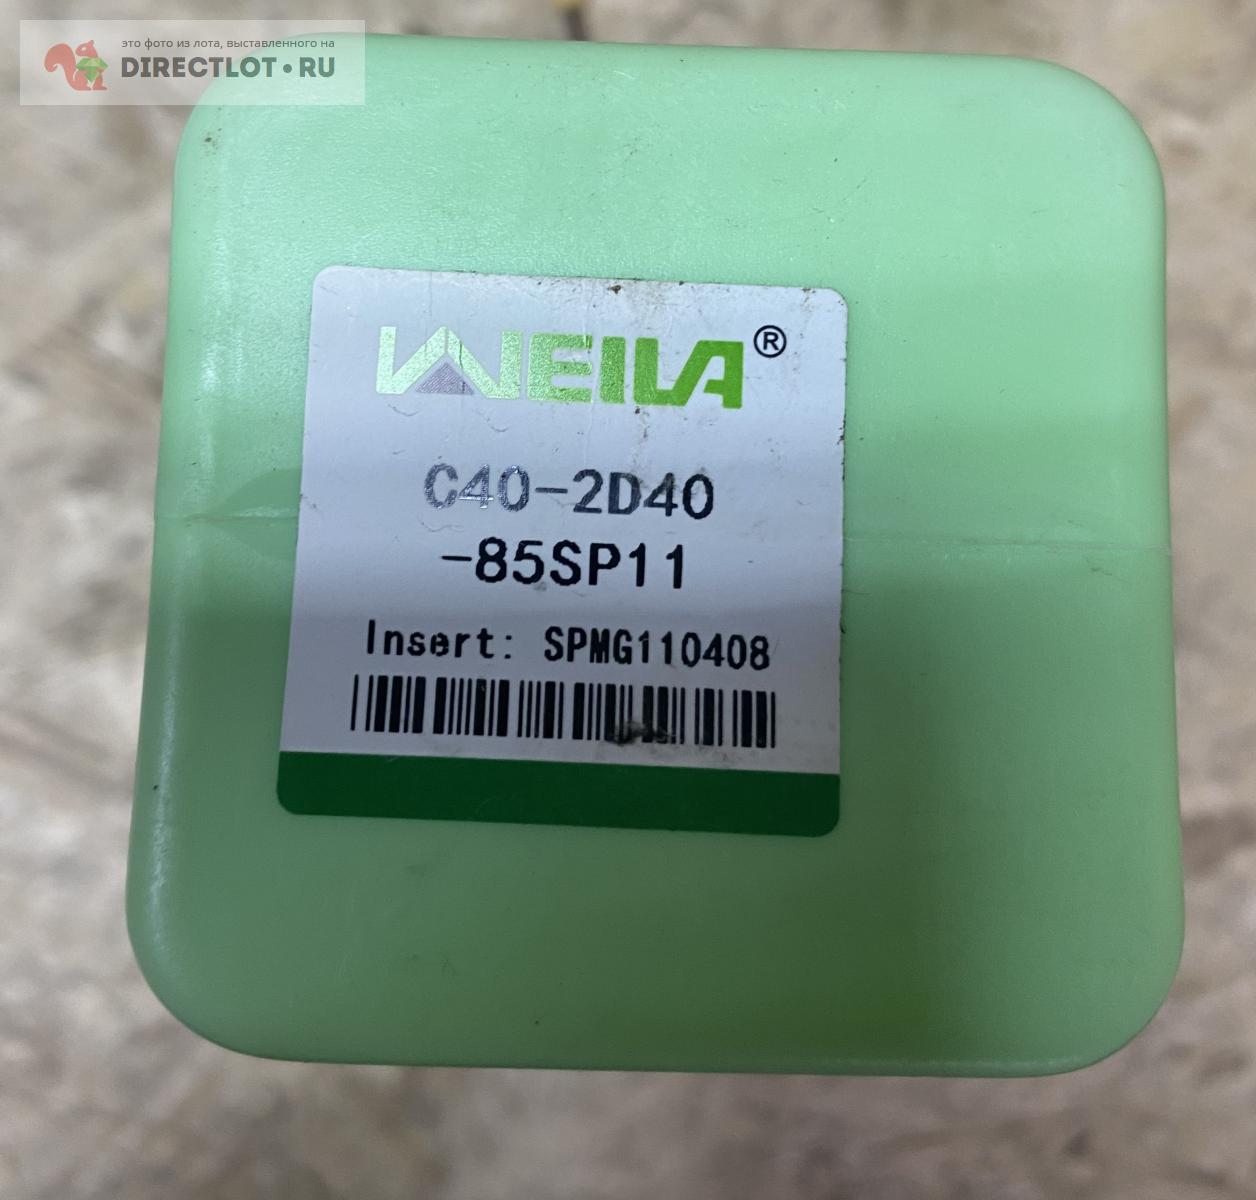 это фото из лота, выставленного на
DIRECTLOT•RU
WEILA®
C40-2D40
-85SP11
Insert: SPMG110408